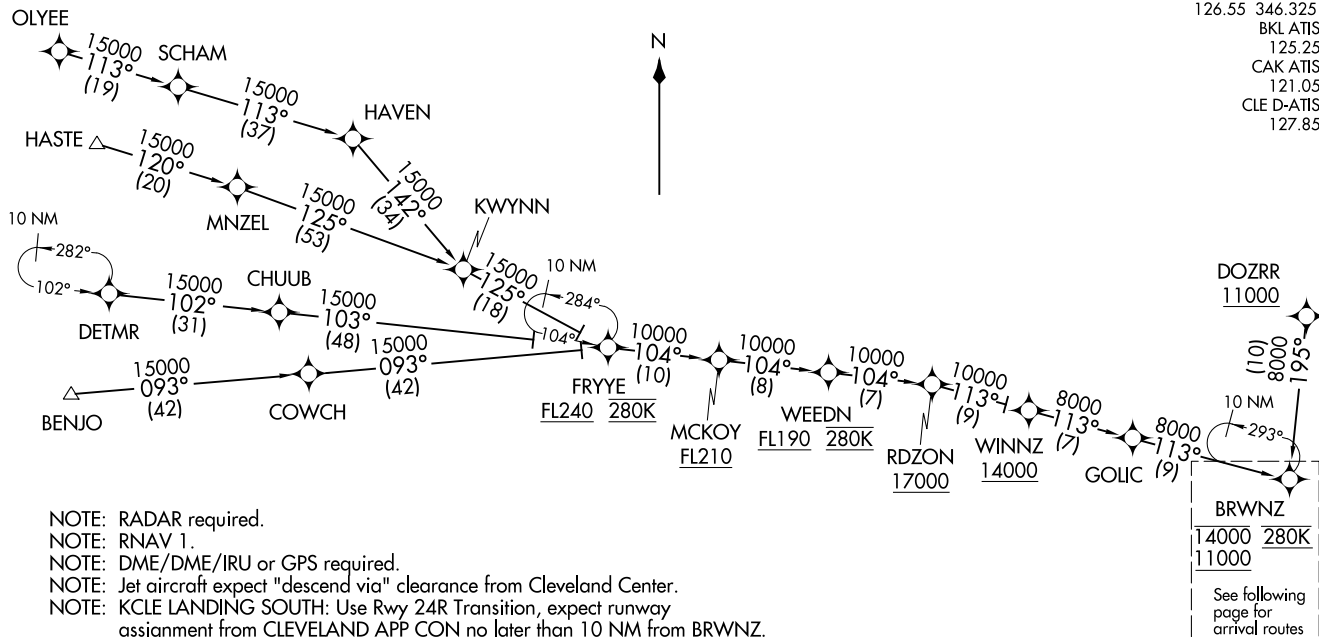 126.55 346.325
BKL ATIS
125.25
CAK ATIS
121.05
CLE D-ATIS
127.85
N
OLYEE
15000
113°
(19)
SCHAM
15000
113°
(37)
HAVEN
15000
142°
(34)
HASTE
15000
120°
(20)
MNZEL
15000
125°
(53)
KWYNN
15000
125°
(18)
10 NM
282°
102°
DETMR
15000
102°
(31)
CHUUB
15000
103°
(48)
BENJO
15000
093°
(42)
COWCH
15000
093°
(42)
10 NM
284°
104°
FRYYE
FL240 280K
10000
104°
(10)
MCKOY
FL210
10000
104°
(8)
WEEDN
FL190 280K
10000
104°
(7)
RDZON
17000
10000
113°
(9)
WINNZ
14000
8000
113°
(7)
GOLIC
8000
113°
(9)
DOZRR
11000
195°
8000
(10)
10 NM
293°
BRWNZ
14000 280K
11000
See following
page for
arrival routes
NOTE: RADAR required.
NOTE: RNAV 1.
NOTE: DME/DME/IRU or GPS required.
NOTE: Jet aircraft expect "descend via" clearance from Cleveland Center.
NOTE: KCLE LANDING SOUTH: Use Rwy 24R Transition, expect runway
assignment from CLEVELAND APP CON no later than 10 NM from BRWNZ.